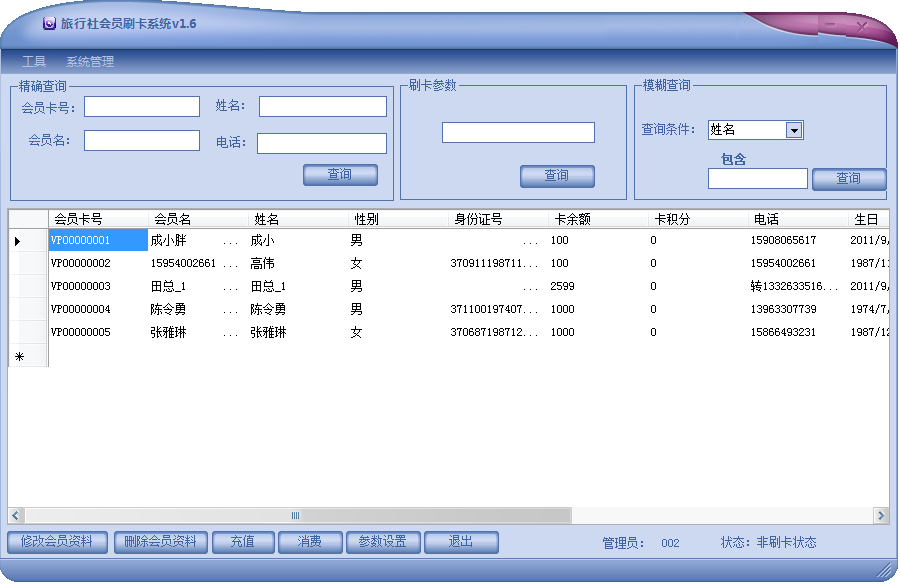 旅行社会员刷卡系统v1.6
工具 系统管理
精确查询 刷卡参数 模糊查询
会员卡号: 姓名:
查询条件: 姓名
会员名: 电话:
包含
查询 查询 查询
会员卡号 会员名 姓名 性别 身份证号 卡余额 卡积分 电话 生日
VP00000001 成小胖 ... 成小 男 ... 100 0 15908065617 2011/9/
VP00000002 15954002661 ... 高伟 女 370911198711... 100 0 15954002661 1987/11
VP00000003 田总_1 ... 田总_1 男 ... 2599 0 转1332633516... 2011/9/
VP00000004 陈令勇 ... 陈令勇 男 371100197407... 1000 0 13963307739 1974/7/
VP00000005 张雅琳 ... 张雅琳 女 370687198712... 1000 0 15866493231 1987/12
修改会员资料 删除会员资料 充值 消费 参数设置 退出 管理员: 002 状态: 非刷卡状态